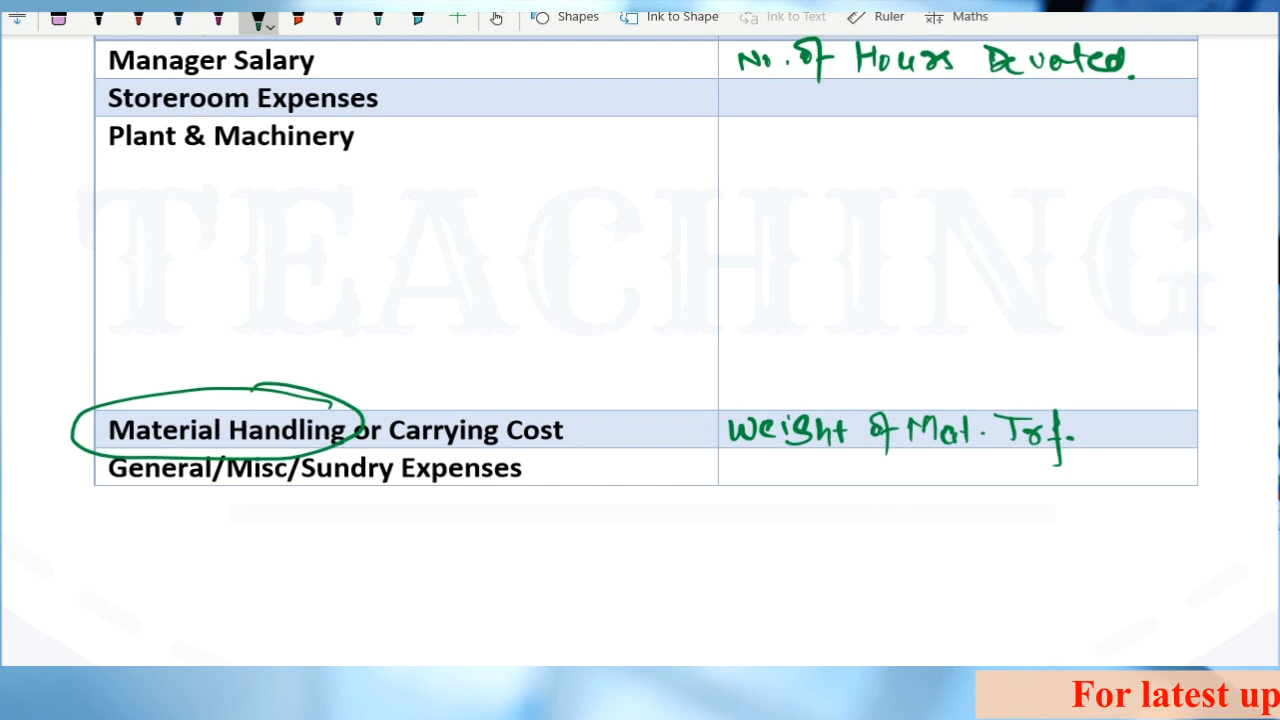 Shapes Ink to Shape Ink to Text Ruler Maths
Manager Salary No. of Hours Devoted.
Storeroom Expenses
Plant & Machinery
TEACHING
Material Handling or Carrying Cost Weight of Mat. Trf.
General/Misc/Sundry Expenses
For latest up